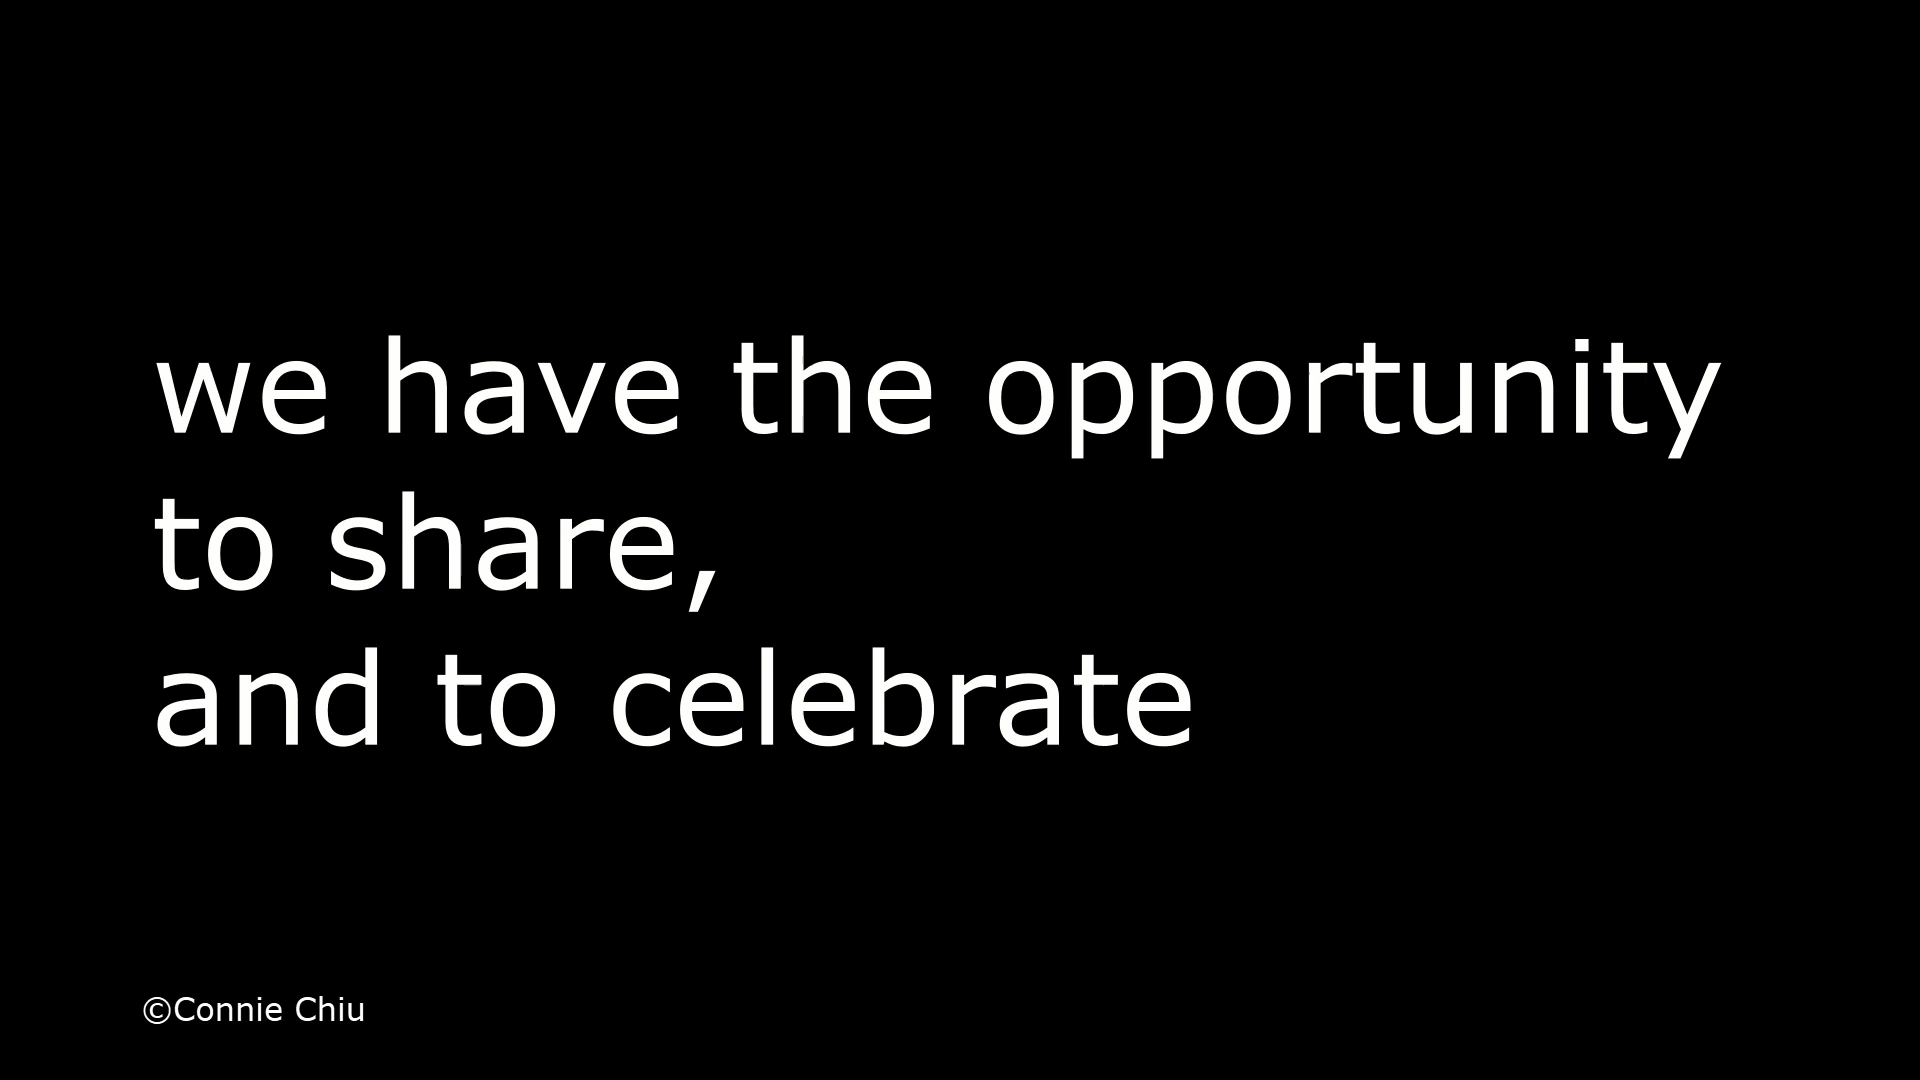 we have the opportunity
to share,
and to celebrate
©Connie Chiu